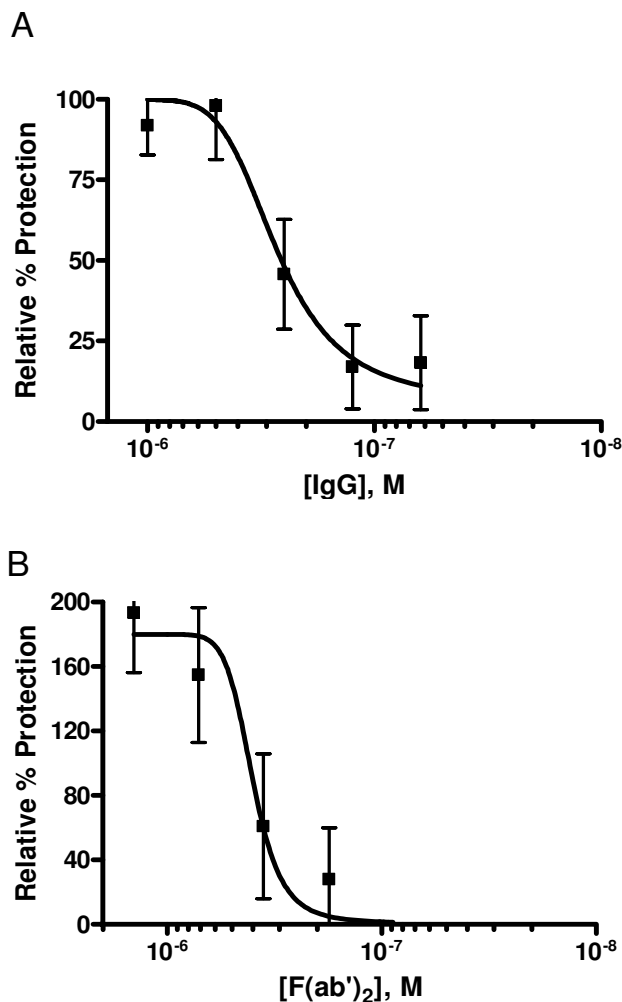 A
Relative % Protection
100
75
50
25
0
10⁻⁶ 10⁻⁷ 10⁻⁸
[IgG], M
B
Relative % Protection
200
160
120
80
40
0
10⁻⁶ 10⁻⁷ 10⁻⁸
[F(ab')₂], M